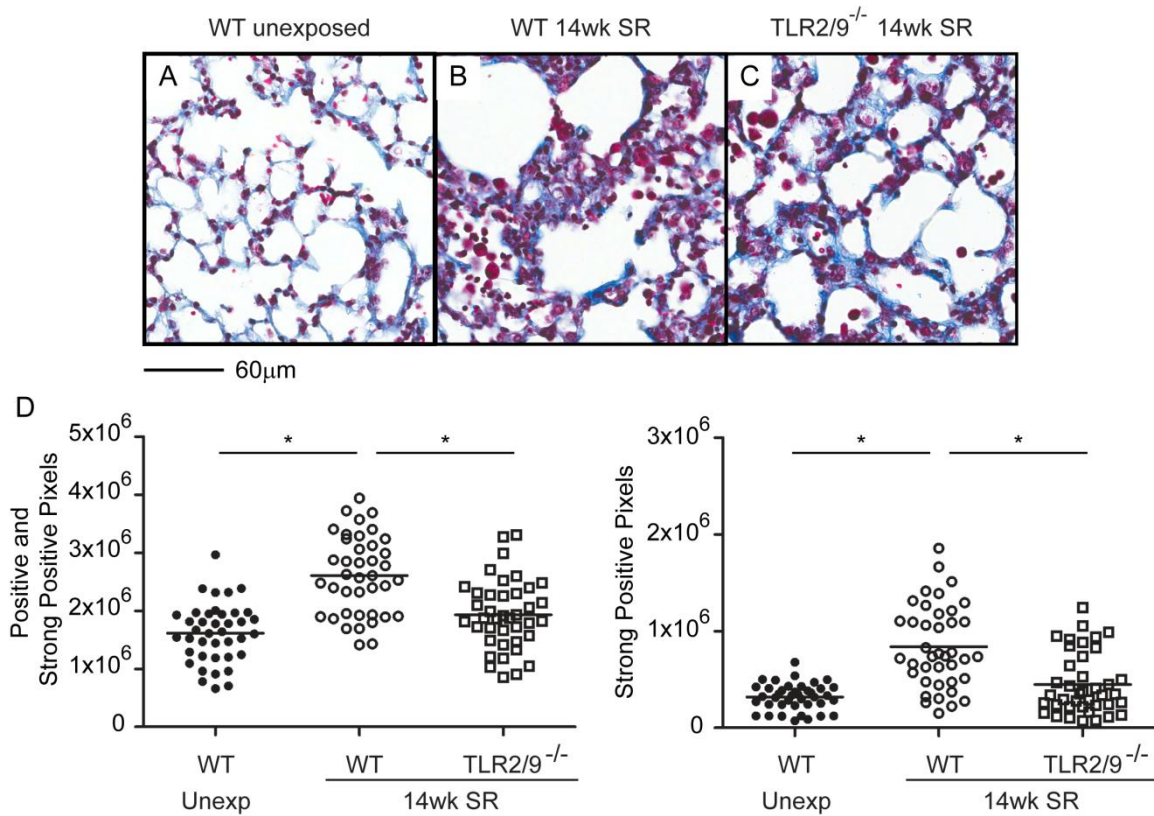 WT unexposed
WT 14wk SR
TLR2/9-/- 14wk SR
A
B
C
60µm
D
Positive and
Strong Positive Pixels
5x10^6
4x10^6
3x10^6
2x10^6
1x10^6
0
*
*
WT
WT
TLR2/9-/-
Unexp
14wk SR
Strong Positive Pixels
3x10^6
2x10^6
1x10^6
0
*
*
WT
WT
TLR2/9-/-
Unexp
14wk SR